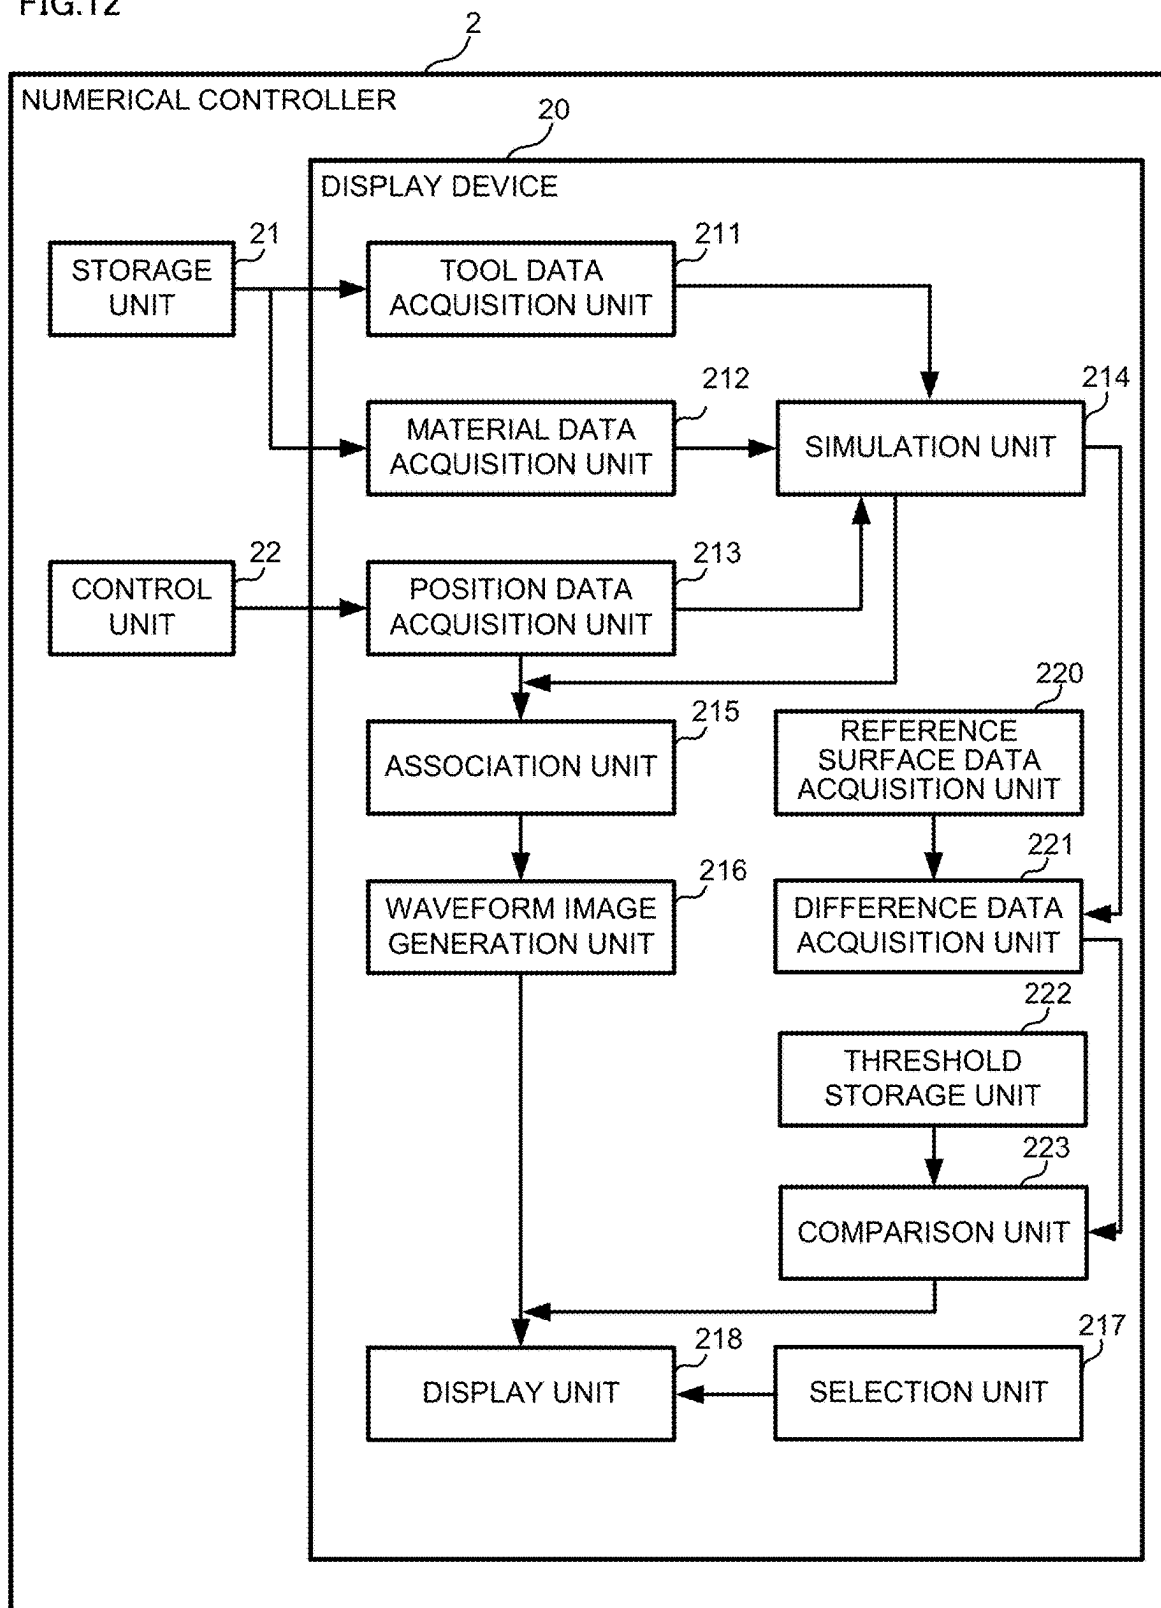 FIG.12
2
NUMERICAL CONTROLLER
20
DISPLAY DEVICE
21
STORAGE
UNIT
211
TOOL DATA
ACQUISITION UNIT
212
MATERIAL DATA
ACQUISITION UNIT
214
SIMULATION UNIT
22
CONTROL
UNIT
213
POSITION DATA
ACQUISITION UNIT
215
ASSOCIATION UNIT
220
REFERENCE
SURFACE DATA
ACQUISITION UNIT
216
WAVEFORM IMAGE
GENERATION UNIT
221
DIFFERENCE DATA
ACQUISITION UNIT
222
THRESHOLD
STORAGE UNIT
223
COMPARISON UNIT
218
DISPLAY UNIT
217
SELECTION UNIT